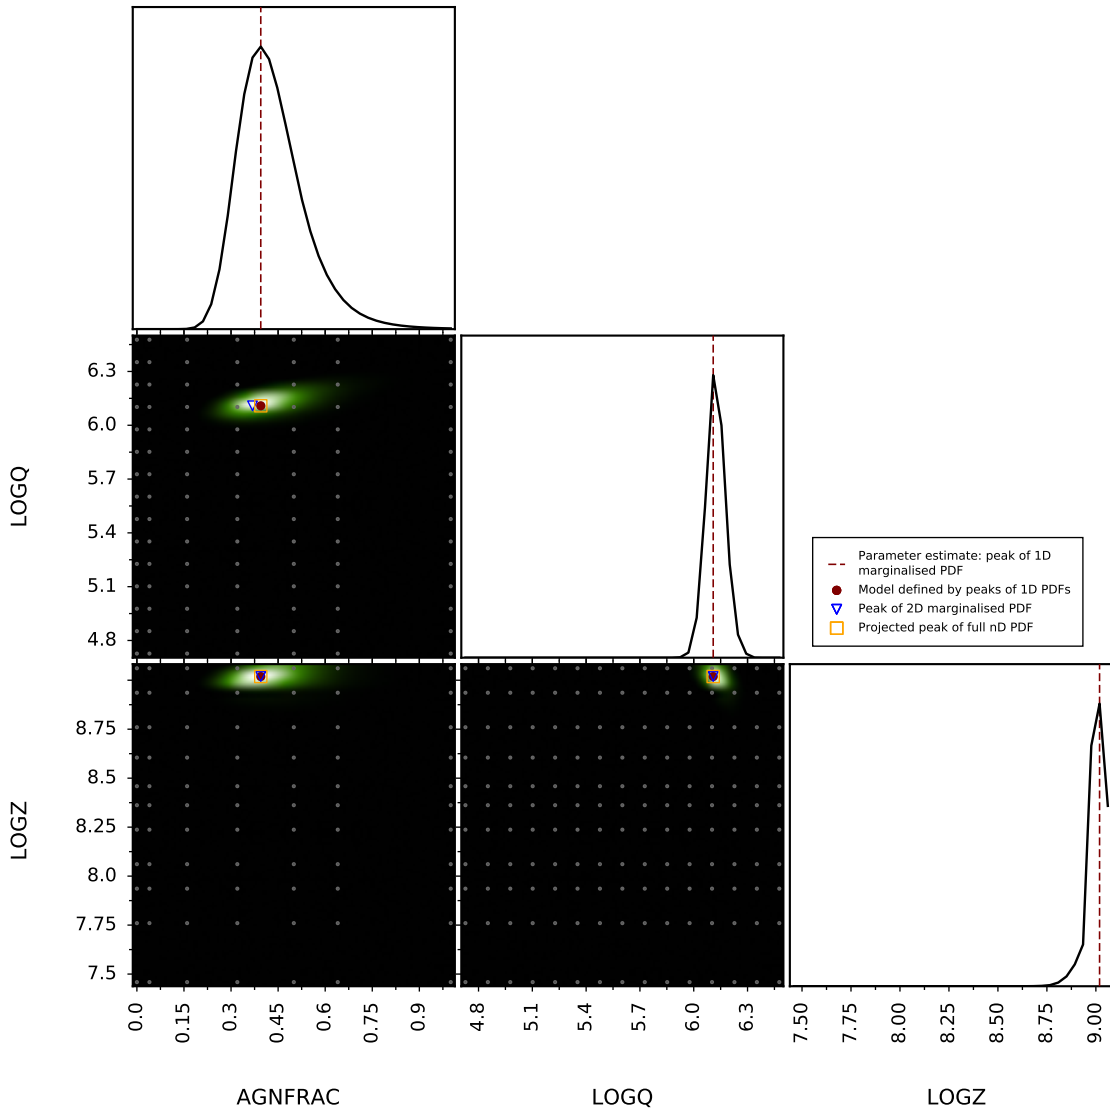 6.3
6.0
5.7
5.4
5.1
4.8
LOGQ
Parameter estimate: peak of 1D
marginalised PDF
Model defined by peaks of 1D PDFs
Peak of 2D marginalised PDF
Projected peak of full nD PDF
8.75
8.5
8.25
8.0
7.75
7.5
LOGZ
0.0 0.15 0.3 0.45 0.6 0.75 0.9
4.8 5.1 5.4 5.7 6.0 6.3
7.50 7.75 8.00 8.25 8.50 8.75 9.00
AGNFRAC
LOGQ
LOGZ